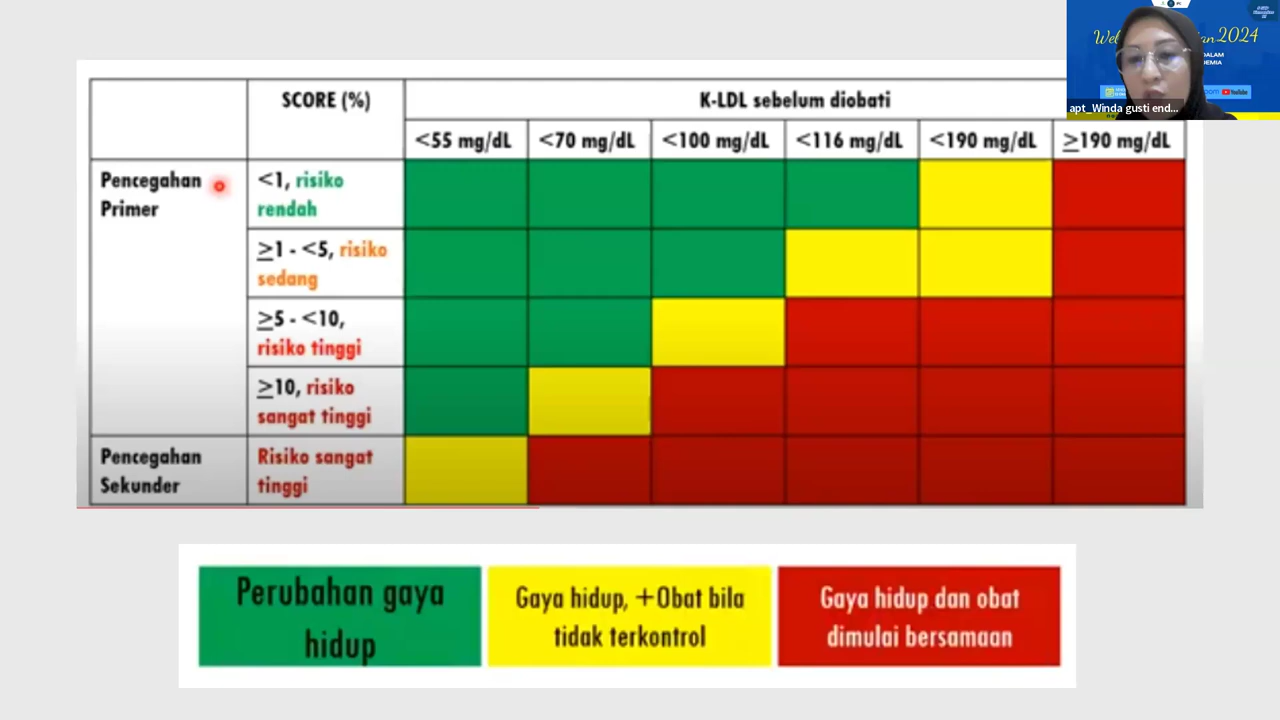 SCORE (%)
K-LDL sebelum diobati
<55 mg/dL <70 mg/dL <100 mg/dL <116 mg/dL <190 mg/dL ≥190 mg/dL
Pencegahan
Primer
<1, risiko
rendah
≥1 - <5, risiko
sedang
≥5 - <10,
risiko tinggi
≥10, risiko
sangat tinggi
Pencegahan
Sekunder
Risiko sangat
tinggi
Perubahan gaya
hidup
Gaya hidup, +Obat bila
tidak terkontrol
Gaya hidup dan obat
dimulai bersamaan
2024
YouTube
apt_Winda gusti end...